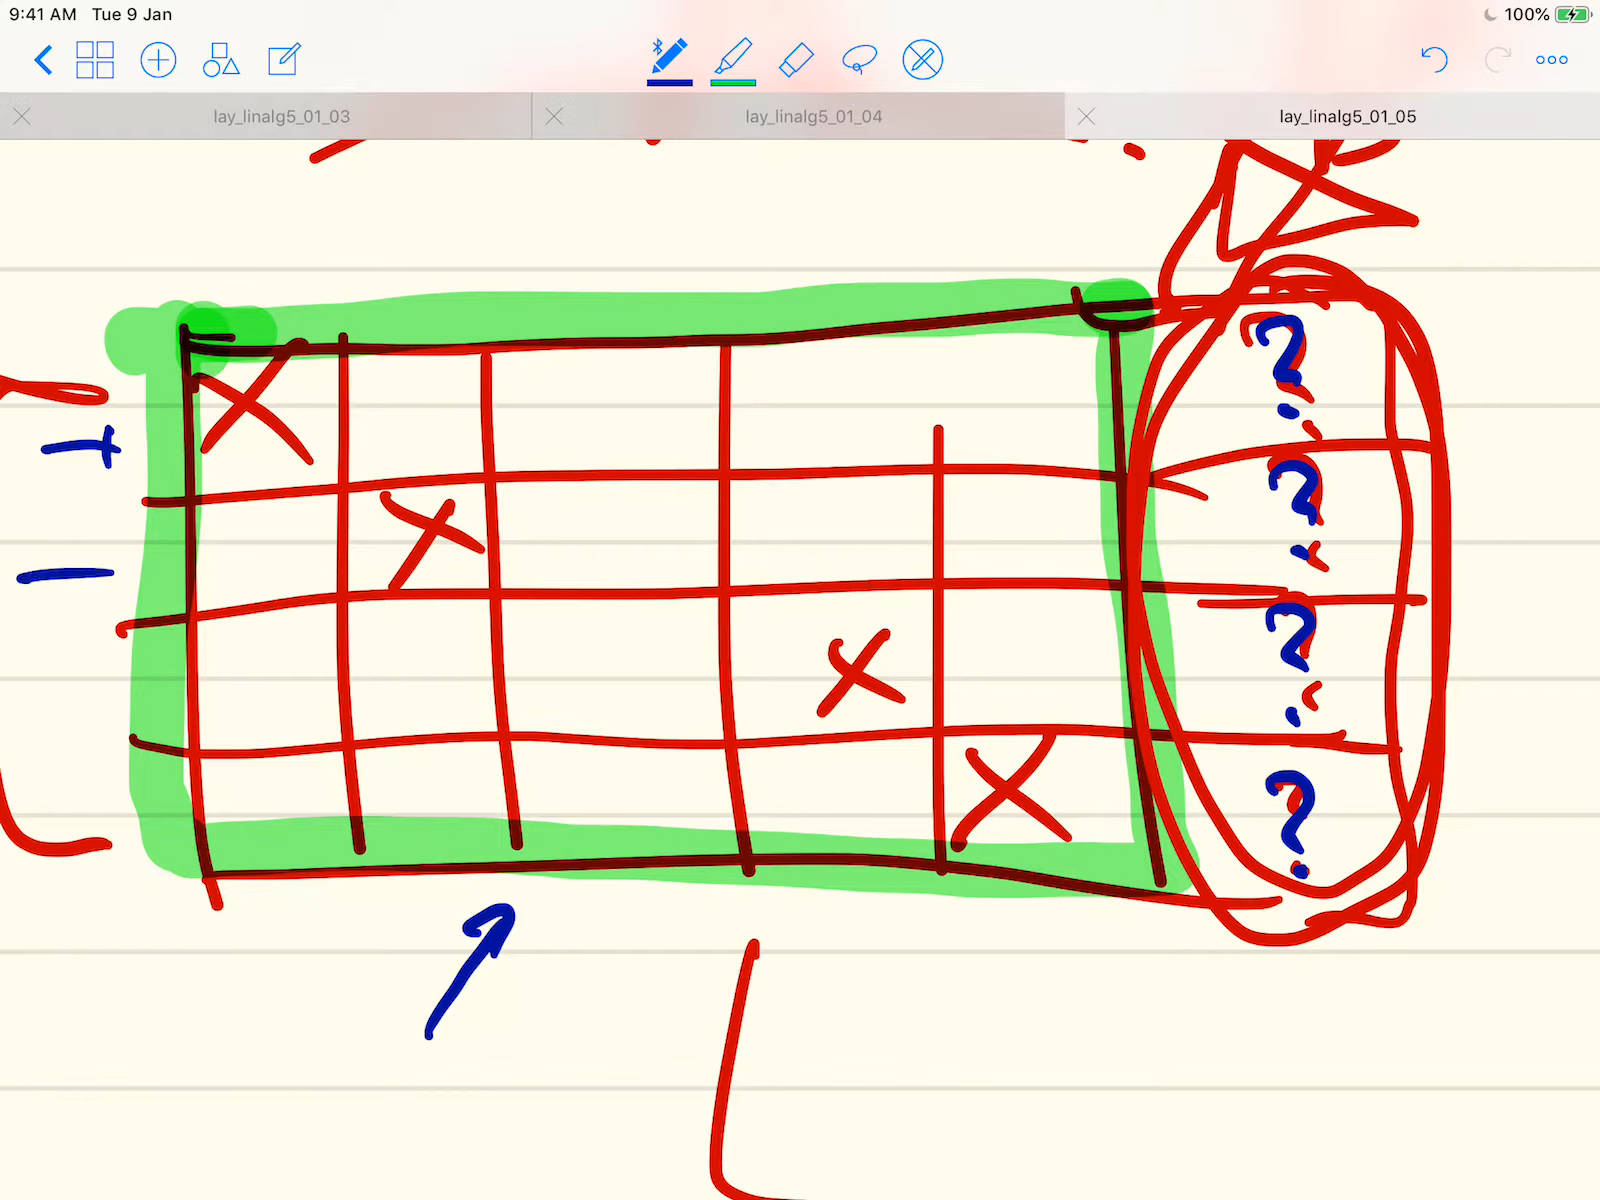 9:41 AM Tue 9 Jan 100%
lay_linalg5_01_03 lay_linalg5_01_04 lay_linalg5_01_05
X ?
X ?
X ?
X ?